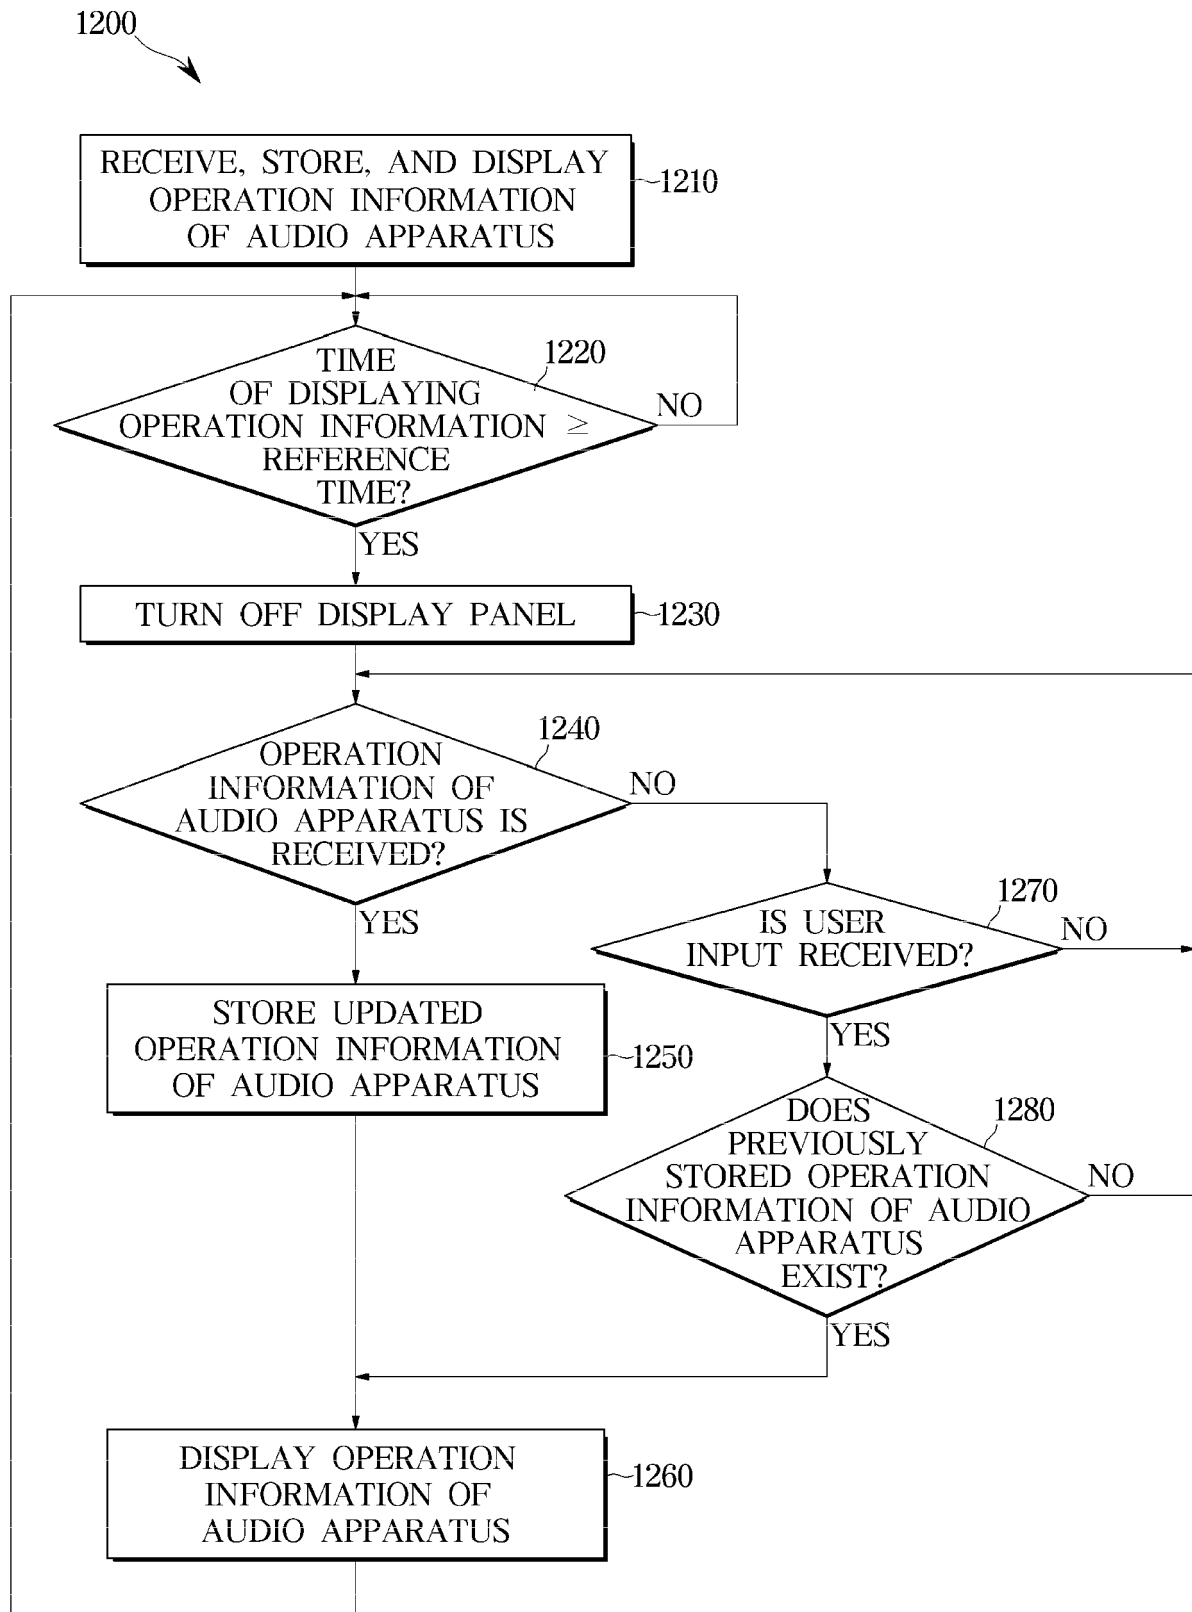 1200
RECEIVE, STORE, AND DISPLAY
OPERATION INFORMATION
OF AUDIO APPARATUS
1210
TIME
OF DISPLAYING
OPERATION INFORMATION ≥
REFERENCE
TIME?
1220
NO
YES
TURN OFF DISPLAY PANEL
1230
OPERATION
INFORMATION OF
AUDIO APPARATUS IS
RECEIVED?
1240
NO
YES
IS USER
INPUT RECEIVED?
1270
NO
YES
STORE UPDATED
OPERATION INFORMATION
OF AUDIO APPARATUS
1250
DOES
PREVIOUSLY
STORED OPERATION
INFORMATION OF AUDIO
APPARATUS
EXIST?
1280
NO
YES
DISPLAY OPERATION
INFORMATION OF
AUDIO APPARATUS
1260